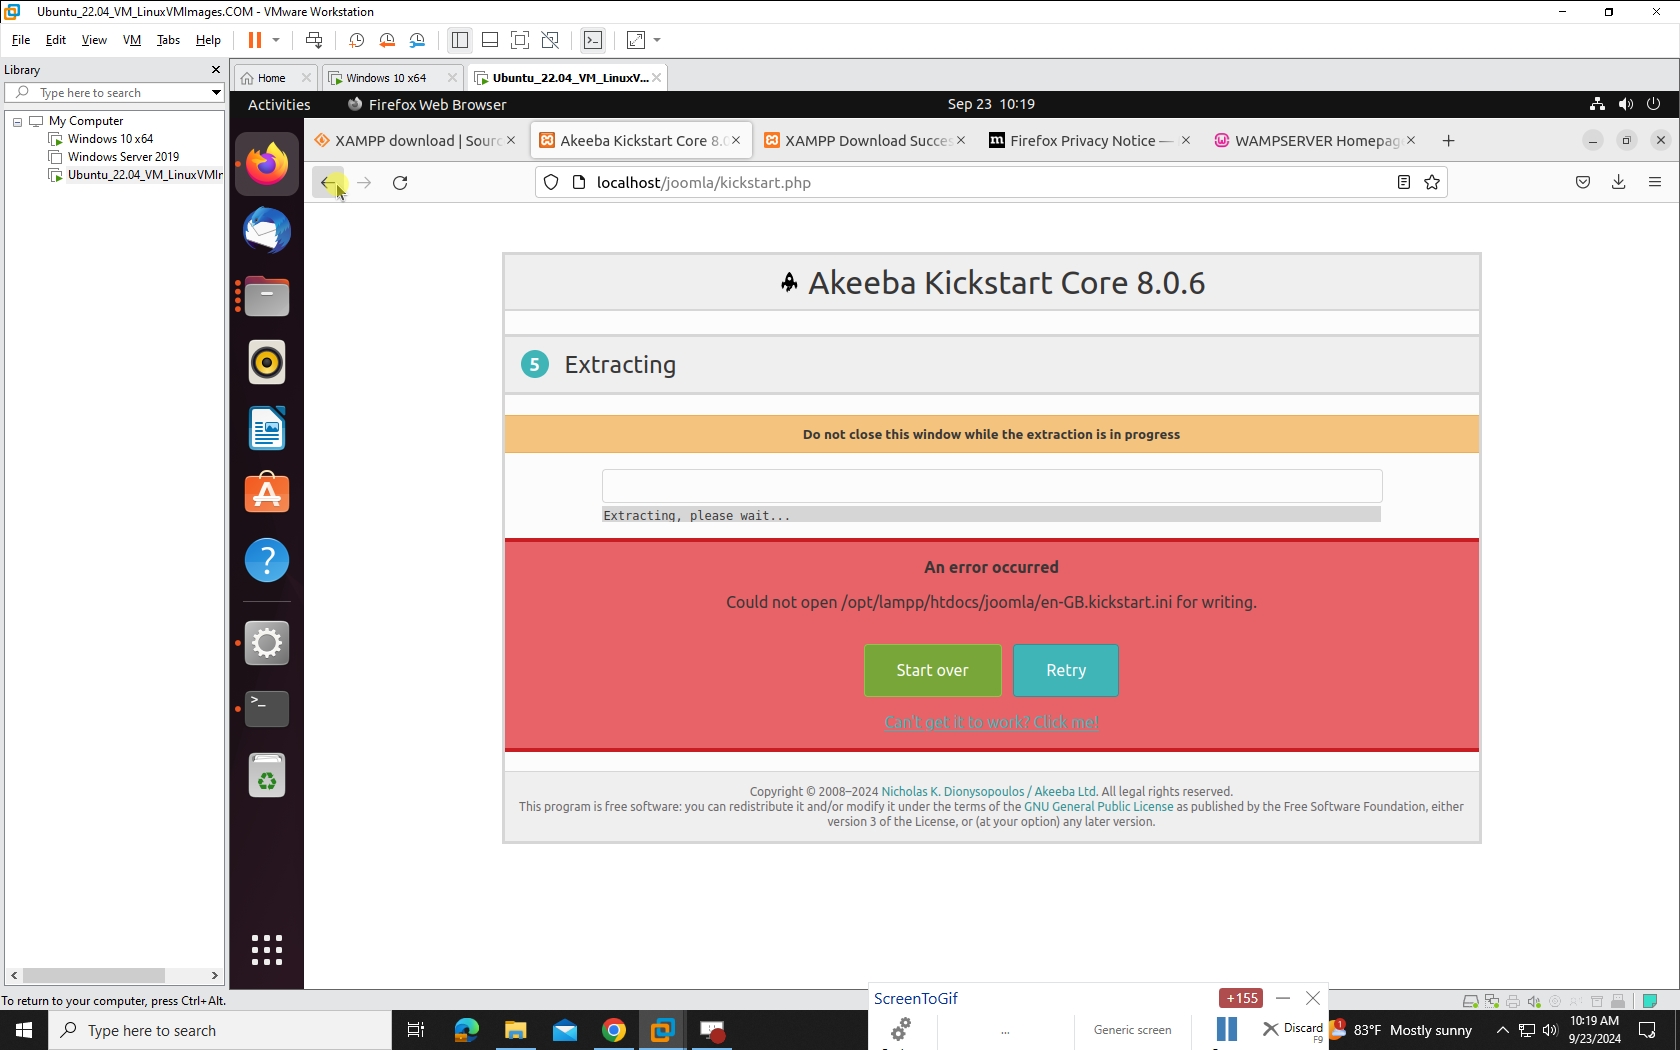 Ubuntu_22.04_VM_LinuxVMImages.COM - VMware Workstation
File Edit View VM Tabs Help
Library
Type here to search
My Computer
Windows 10 x64
Windows Server 2019
Ubuntu_22.04_VM_LinuxVMIr
Home
Windows 10 x64
Ubuntu_22.04_VM_LinuxV...
Activities
Firefox Web Browser
Sep 23 10:19
XAMPP download | Sourc
Akeeba Kickstart Core 8.0
XAMPP Download Succes
Firefox Privacy Notice —
WAMPSERVER Homepag
localhost/joomla/kickstart.php
Akeeba Kickstart Core 8.0.6
5 Extracting
Do not close this window while the extraction is in progress
Extracting, please wait...
An error occurred
Could not open /opt/lampp/htdocs/joomla/en-GB.kickstart.ini for writing.
Start over
Retry
Can't get it to work? Click me!
Copyright © 2008–2024 Nicholas K. Dionysopoulos / Akeeba Ltd. All legal rights reserved.
This program is free software: you can redistribute it and/or modify it under the terms of the GNU General Public License as published by the Free Software Foundation, either
version 3 of the License, or (at your option) any later version.
To return to your computer, press Ctrl+Alt.
ScreenToGif
+155
...
Generic screen
Discard
F9
Type here to search
1
83°F Mostly sunny
10:19 AM
9/23/2024